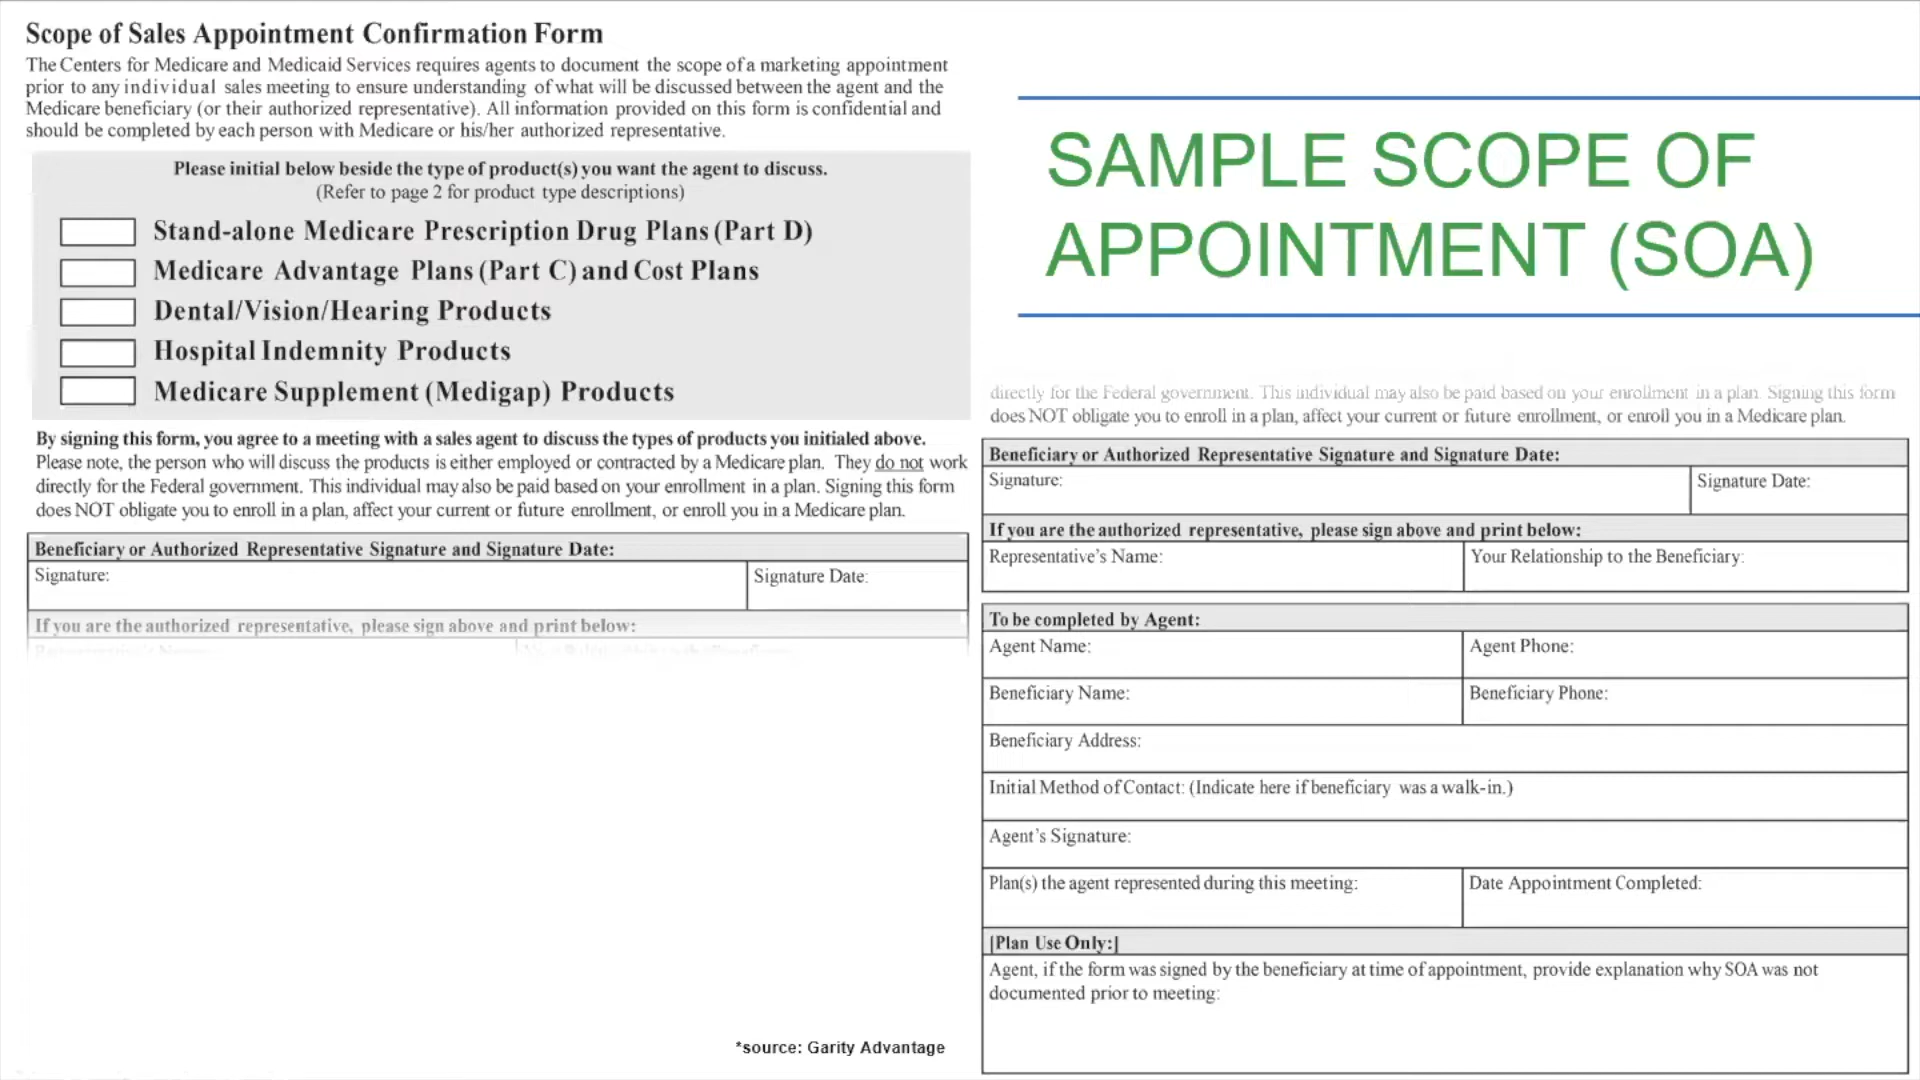 Scope of Sales Appointment Confirmation Form
The Centers for Medicare and Medicaid Services requires agents to document the scope of a marketing appointment
prior to any individual sales meeting to ensure understanding of what will be discussed between the agent and the
Medicare beneficiary (or their authorized representative). All information provided on this form is confidential and
should be completed by each person with Medicare or his/her authorized representative.
Please initial below beside the type of product(s) you want the agent to discuss.
(Refer to page 2 for product type descriptions)
Stand-alone Medicare Prescription Drug Plans (Part D)
Medicare Advantage Plans (Part C) and Cost Plans
Dental/Vision/Hearing Products
Hospital Indemnity Products
Medicare Supplement (Medigap) Products
By signing this form, you agree to a meeting with a sales agent to discuss the types of products you initialed above.
Please note, the person who will discuss the products is either employed or contracted by a Medicare plan. They do not work
directly for the Federal government. This individual may also be paid based on your enrollment in a plan. Signing this form
does NOT obligate you to enroll in a plan, affect your current or future enrollment, or enroll you in a Medicare plan.
Beneficiary or Authorized Representative Signature and Signature Date:
Signature:
Signature Date:
If you are the authorized representative, please sign above and print below:
*source: Garity Advantage
SAMPLE SCOPE OF
APPOINTMENT (SOA)
directly for the Federal government. This individual may also be paid based on your enrollment in a plan. Signing this form
does NOT obligate you to enroll in a plan, affect your current or future enrollment, or enroll you in a Medicare plan.
Beneficiary or Authorized Representative Signature and Signature Date:
Signature:
Signature Date:
If you are the authorized representative, please sign above and print below:
Representative's Name:
Your Relationship to the Beneficiary:
To be completed by Agent:
Agent Name:
Agent Phone:
Beneficiary Name:
Beneficiary Phone:
Beneficiary Address:
Initial Method of Contact: (Indicate here if beneficiary was a walk-in.)
Agent's Signature:
Plan(s) the agent represented during this meeting:
Date Appointment Completed:
[Plan Use Only:]
Agent, if the form was signed by the beneficiary at time of appointment, provide explanation why SOA was not
documented prior to meeting: